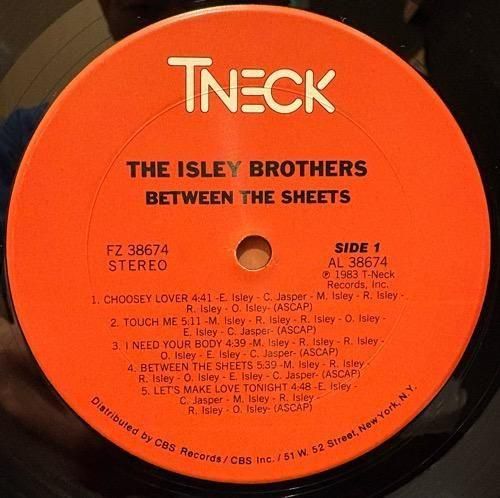 TNECK
THE ISLEY BROTHERS
BETWEEN THE SHEETS
FZ 38674
STEREO
SIDE 1
AL 38674
℗ 1983 T-Neck
Records, Inc.
1. CHOOSEY LOVER 4:41 -E. Isley - C. Jasper - M. Isley - R. Isley -
R. Isley - O. Isley- (ASCAP)
2. TOUCH ME 5:11 -M. Isley - R. Isley - R. Isley - O. Isley -
E. Isley - C. Jasper- (ASCAP)
3. I NEED YOUR BODY 4:39 -M. Isley - R. Isley - R. Isley -
O. Isley - E. Isley - C. Jasper- (ASCAP)
4. BETWEEN THE SHEETS 5:39 -M. Isley - R. Isley -
R. Isley - O. Isley - E. Isley - C. Jasper- (ASCAP)
5. LET'S MAKE LOVE TONIGHT 4:48 -E. Isley -
C. Jasper - M. Isley - R. Isley -
R. Isley - O. Isley- (ASCAP)
Distributed by CBS Records / CBS Inc. / 51 W. 52 Street, New York, N.Y.